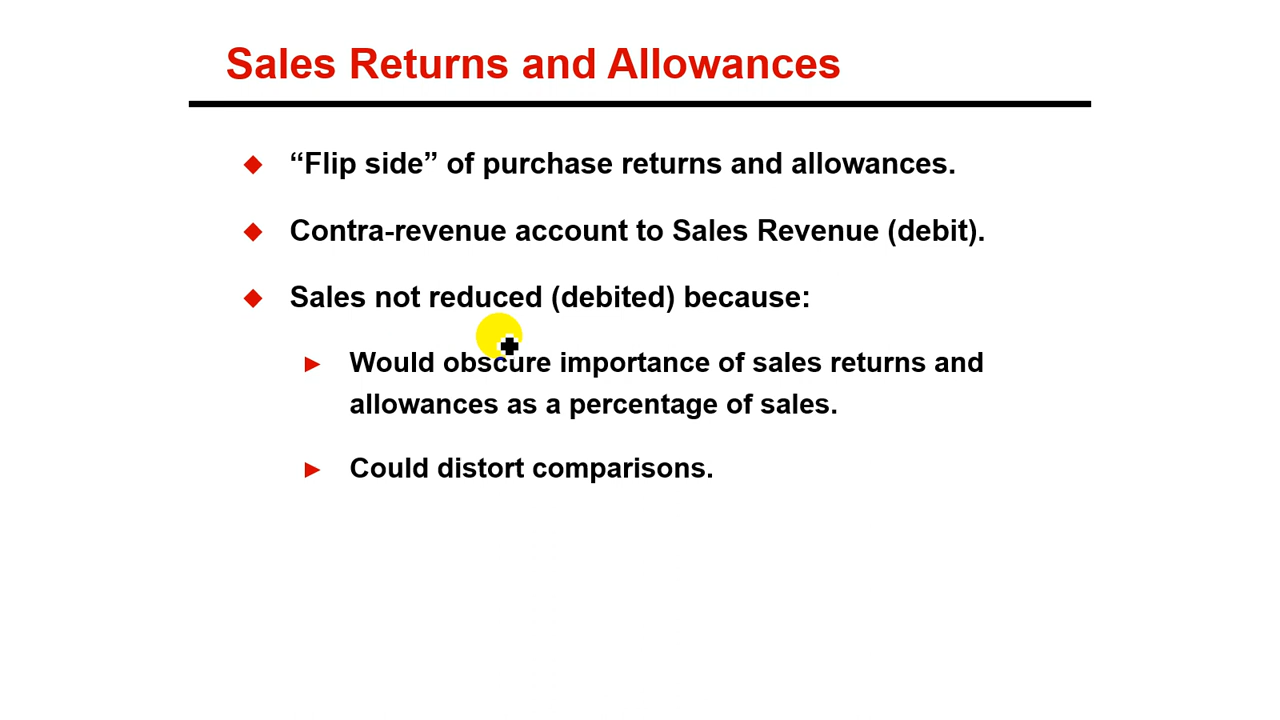 Sales Returns and Allowances
“Flip side” of purchase returns and allowances.
Contra-revenue account to Sales Revenue (debit).
Sales not reduced (debited) because:
Would obscure importance of sales returns and
allowances as a percentage of sales.
Could distort comparisons.